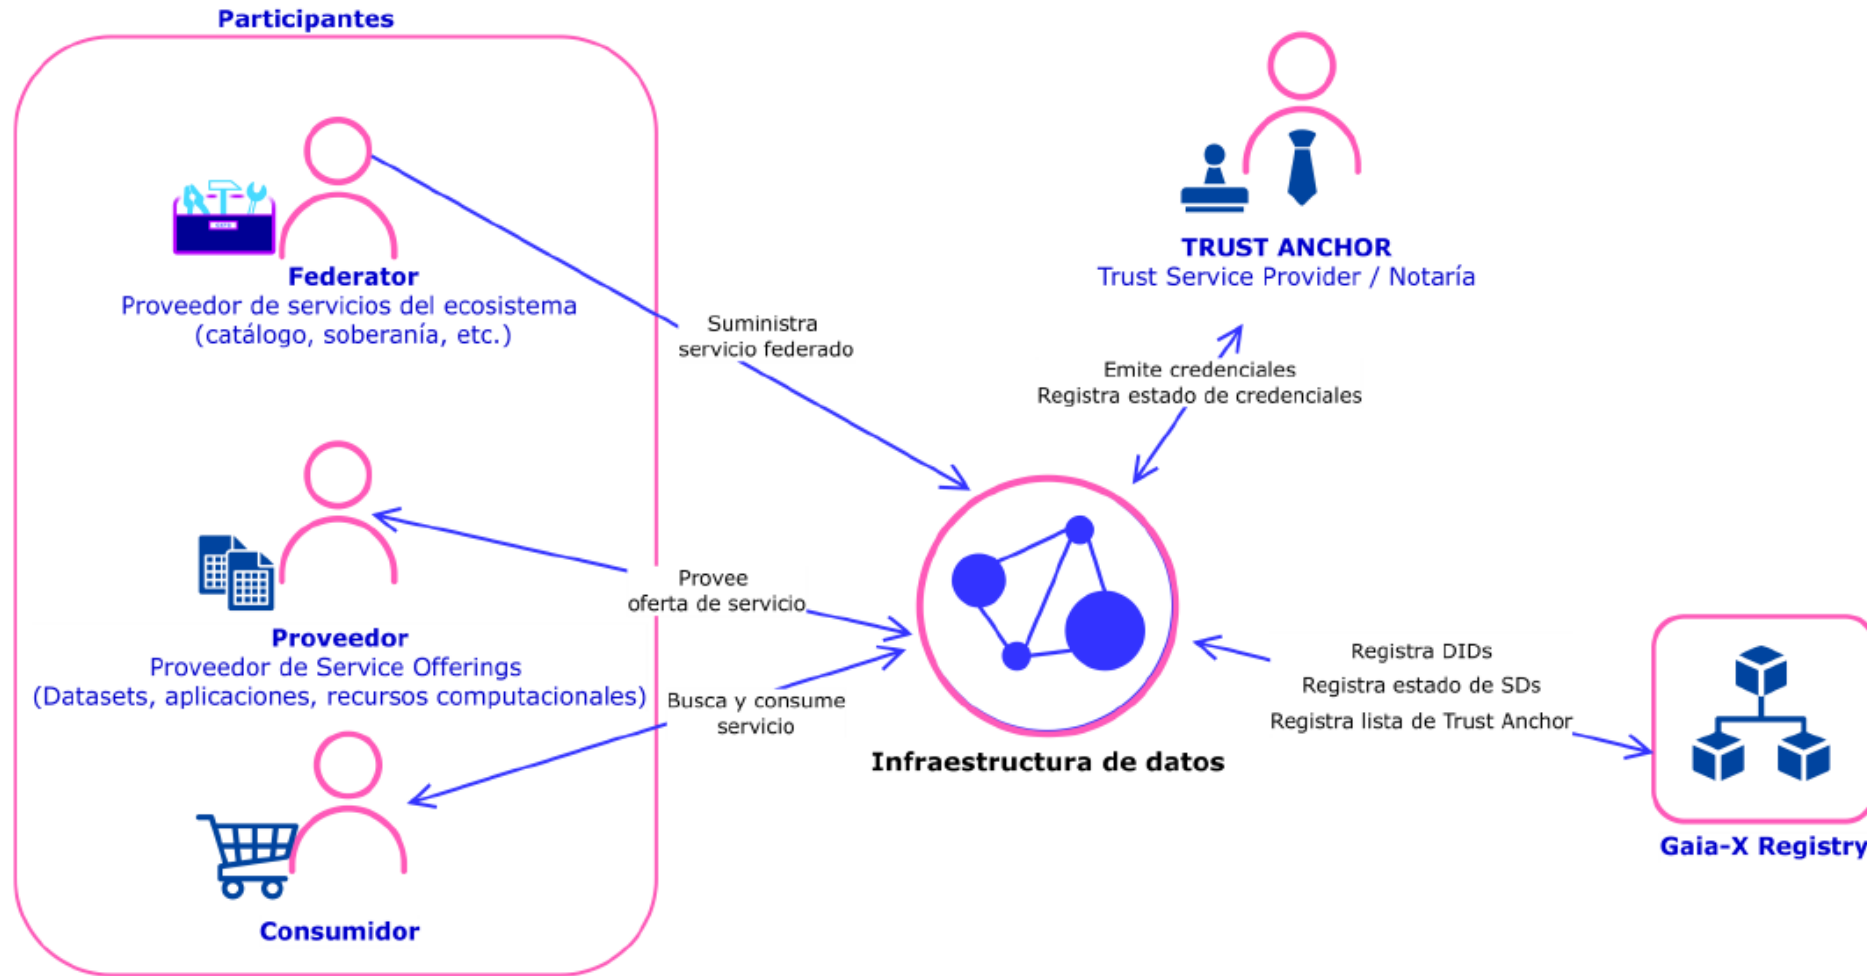 Participantes
Federator
Proveedor de servicios del ecosistema
(catálogo, soberanía, etc.)
Suministra
servicio federado
Proveedor
Proveedor de Service Offerings
(Datasets, aplicaciones, recursos computacionales)
Provee
oferta de servicio
Busca y consume
servicio
Consumidor
TRUST ANCHOR
Trust Service Provider / Notaría
Emite credenciales
Registra estado de credenciales
Infraestructura de datos
Registra DIDs
Registra estado de SDs
Registra lista de Trust Anchor
Gaia-X Registry